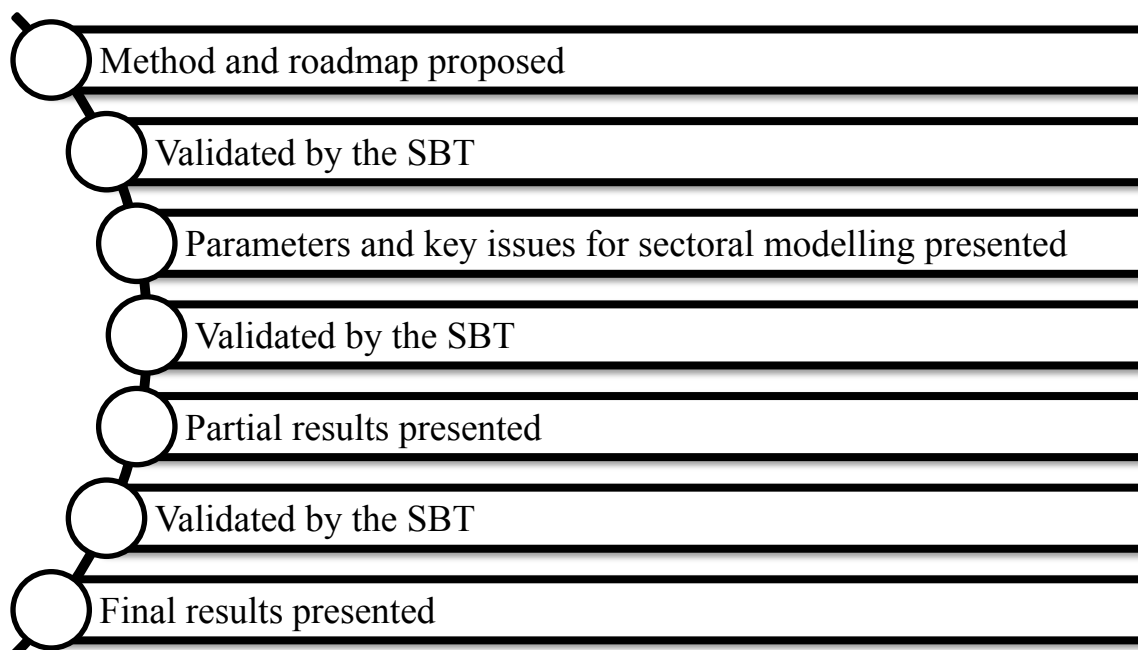 Method and roadmap proposed
Validated by the SBT
Parameters and key issues for sectoral modelling presented
Validated by the SBT
Partial results presented
Validated by the SBT
Final results presented